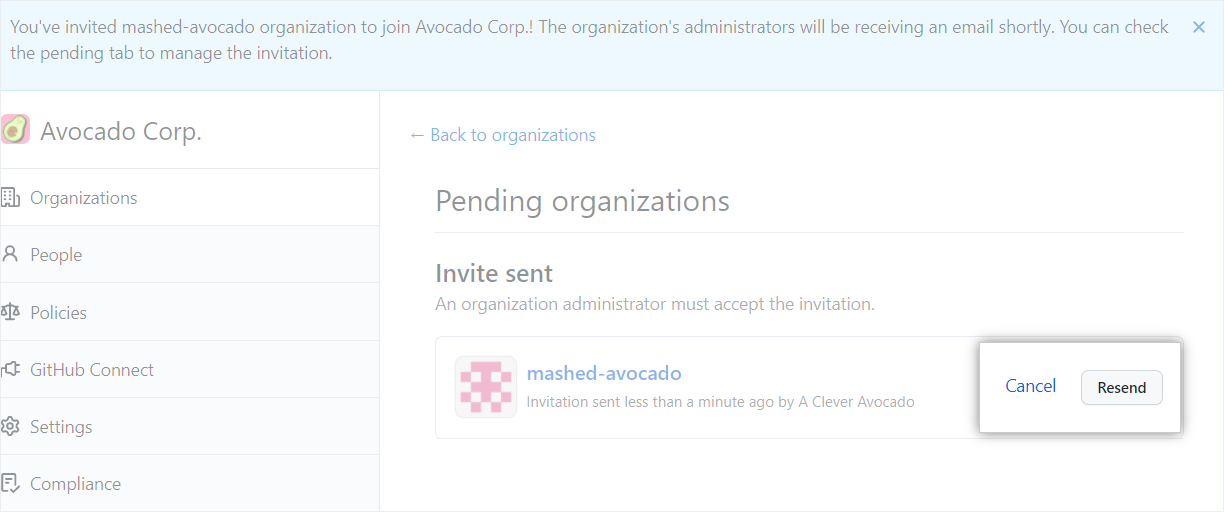 You've invited mashed-avocado organization to join Avocado Corp.! The organization's administrators will be receiving an email shortly. You can check
the pending tab to manage the invitation.
Avocado Corp.
Organizations
People
Policies
GitHub Connect
Settings
Compliance
← Back to organizations
Pending organizations
Invite sent
An organization administrator must accept the invitation.
mashed-avocado
Invitation sent less than a minute ago by A Clever Avocado
Cancel
Resend